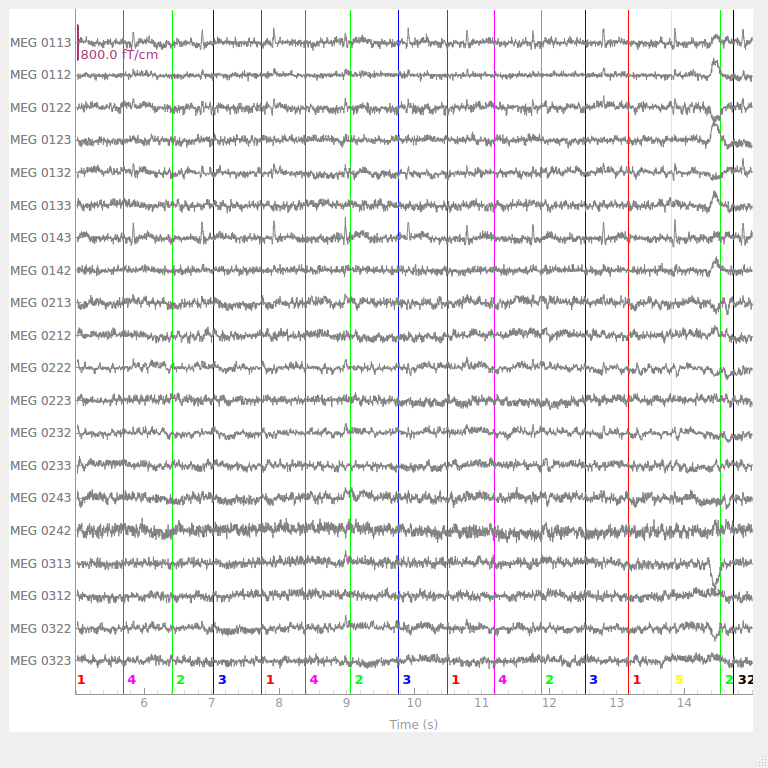 MEG 0113
800.0 fT/cm
MEG 0112
MEG 0122
MEG 0123
MEG 0132
MEG 0133
MEG 0143
MEG 0142
MEG 0213
MEG 0212
MEG 0222
MEG 0223
MEG 0232
MEG 0233
MEG 0243
MEG 0242
MEG 0313
MEG 0312
MEG 0322
MEG 0323
1 4 2 3 1 4 2 3 1 4 2 3 1 5 2 32
6 7 8 9 10 11 12 13 14
Time (s)